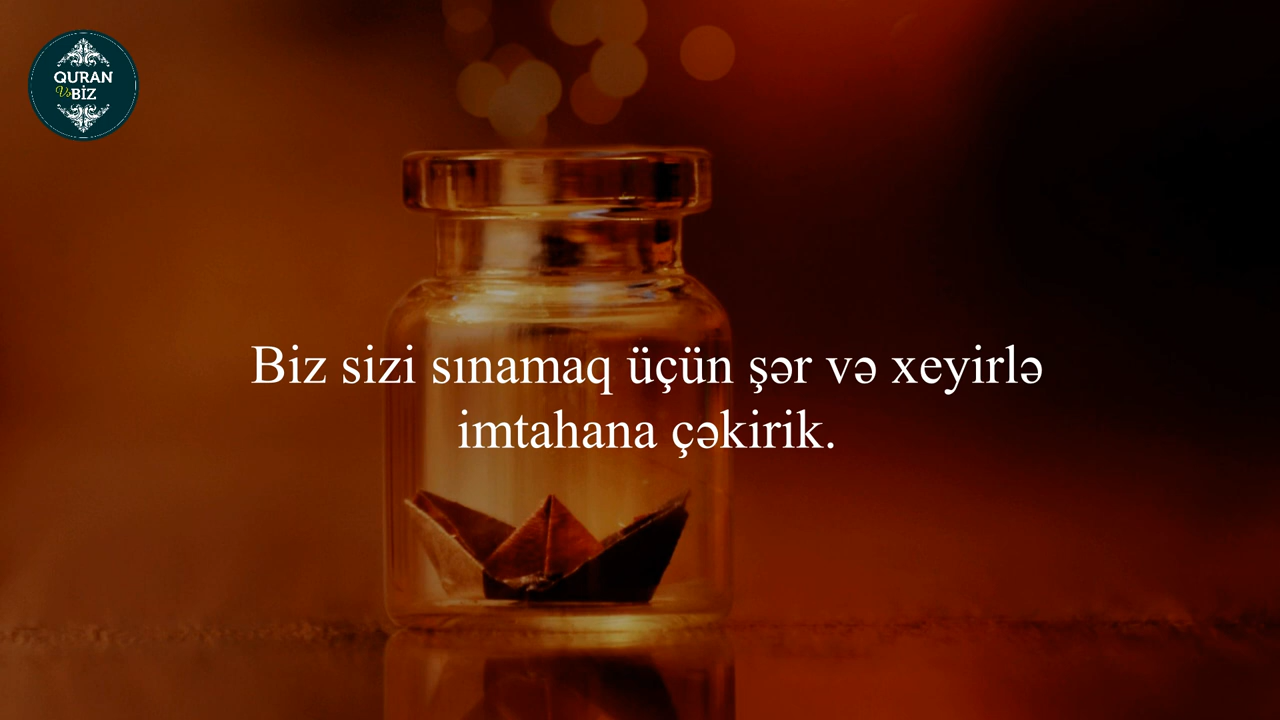 QURAN
Və BİZ
Biz sizi sınamaq üçün şər və xeyirlə
imtahana çəkirik.